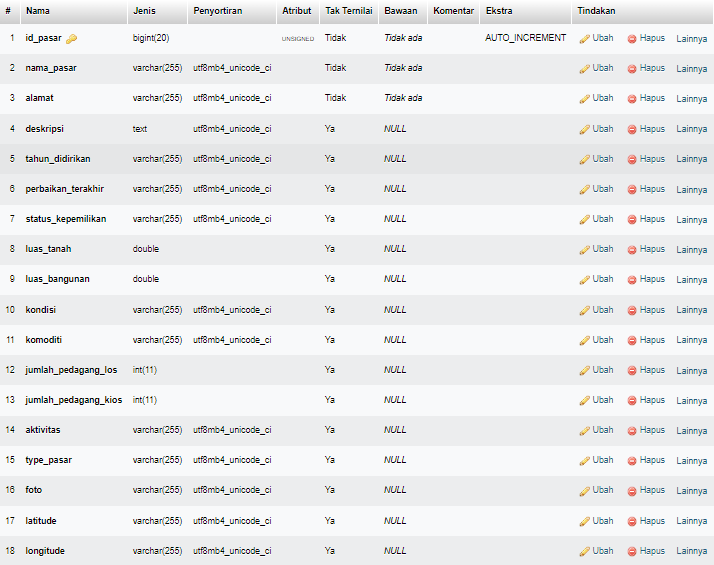 # Nama Jenis Penyortiran Atribut Tak Ternilai Bawaan Komentar Ekstra Tindakan
1 id_pasar bigint(20) UNSIGNED Tidak Tidak ada AUTO_INCREMENT Ubah Hapus Lainnya
2 nama_pasar varchar(255) utf8mb4_unicode_ci Tidak Tidak ada Ubah Hapus Lainnya
3 alamat varchar(255) utf8mb4_unicode_ci Tidak Tidak ada Ubah Hapus Lainnya
4 deskripsi text utf8mb4_unicode_ci Ya NULL Ubah Hapus Lainnya
5 tahun_didirikan varchar(255) utf8mb4_unicode_ci Ya NULL Ubah Hapus Lainnya
6 perbaikan_terakhir varchar(255) utf8mb4_unicode_ci Ya NULL Ubah Hapus Lainnya
7 status_kepemilikan varchar(255) utf8mb4_unicode_ci Ya NULL Ubah Hapus Lainnya
8 luas_tanah double Ya NULL Ubah Hapus Lainnya
9 luas_bangunan double Ya NULL Ubah Hapus Lainnya
10 kondisi varchar(255) utf8mb4_unicode_ci Ya NULL Ubah Hapus Lainnya
11 komoditi varchar(255) utf8mb4_unicode_ci Ya NULL Ubah Hapus Lainnya
12 jumlah_pedagang_los int(11) Ya NULL Ubah Hapus Lainnya
13 jumlah_pedagang_kios int(11) Ya NULL Ubah Hapus Lainnya
14 aktivitas varchar(255) utf8mb4_unicode_ci Ya NULL Ubah Hapus Lainnya
15 type_pasar varchar(255) utf8mb4_unicode_ci Ya NULL Ubah Hapus Lainnya
16 foto varchar(255) utf8mb4_unicode_ci Ya NULL Ubah Hapus Lainnya
17 latitude varchar(255) utf8mb4_unicode_ci Ya NULL Ubah Hapus Lainnya
18 longitude varchar(255) utf8mb4_unicode_ci Ya NULL Ubah Hapus Lainnya